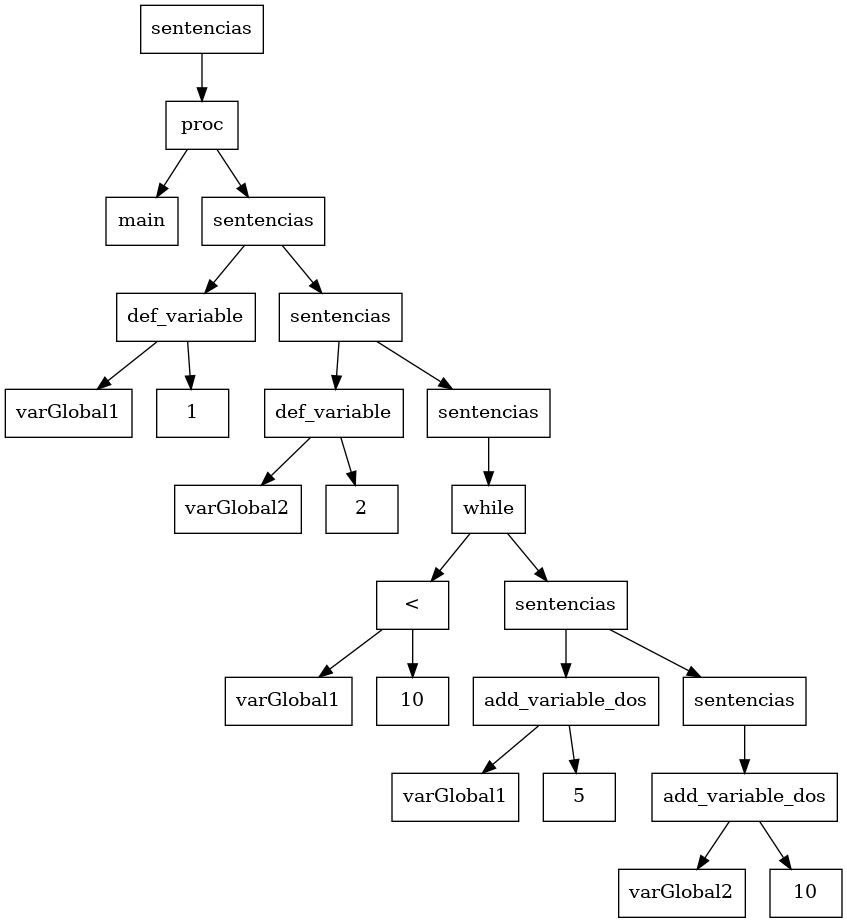 sentencias
proc
main
sentencias
def_variable
sentencias
varGlobal1
1
def_variable
sentencias
varGlobal2
2
while
<
sentencias
varGlobal1
10
add_variable_dos
sentencias
varGlobal1
5
add_variable_dos
varGlobal2
10